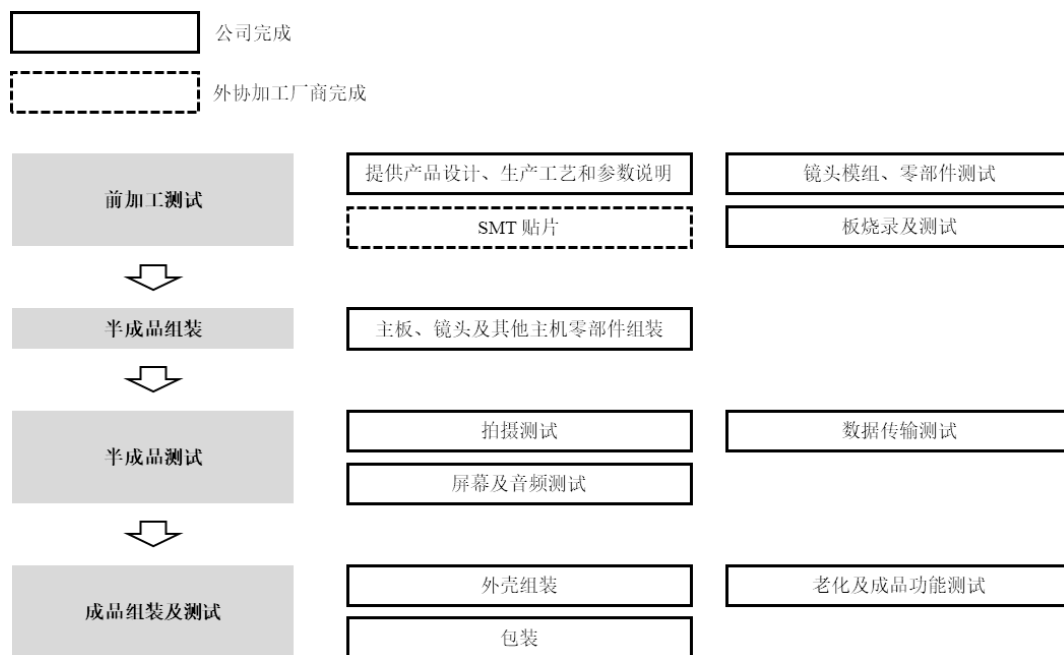 公司完成
外协加工厂商完成
前加工测试
提供产品设计、生产工艺和参数说明
镜头模组、零部件测试
SMT 贴片
板烧录及测试
半成品组装
主板、镜头及其他主机零部件组装
半成品测试
拍摄测试
数据传输测试
屏幕及音频测试
成品组装及测试
外壳组装
老化及成品功能测试
包装